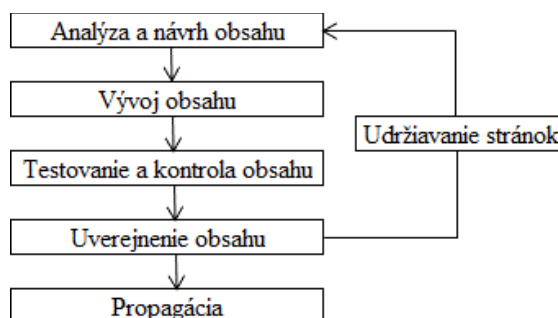 Analýza a návrh obsahu
Vývoj obsahu
Testovanie a kontrola obsahu
Uverejnenie obsahu
Propagácia
Udržiavanie stránok